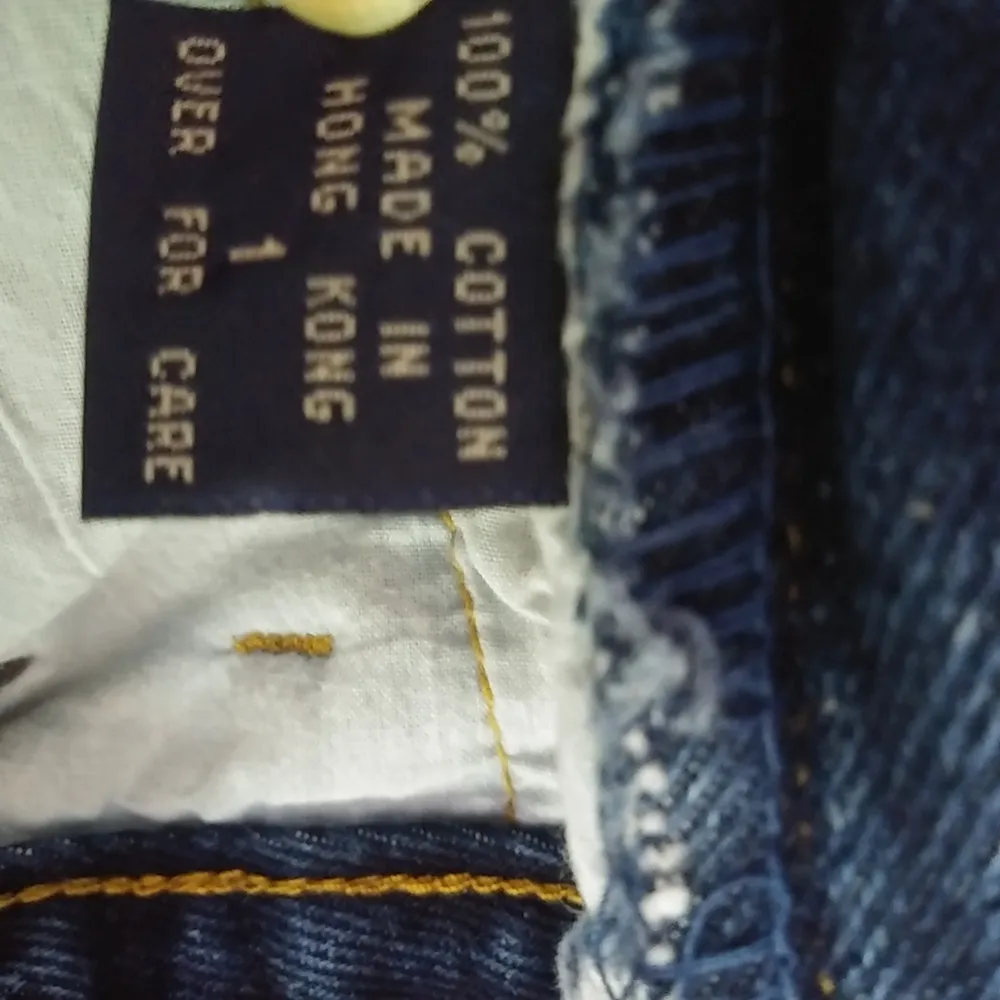 100% COTTON
MADE IN
HONG KONG
1
OVER FOR CARE